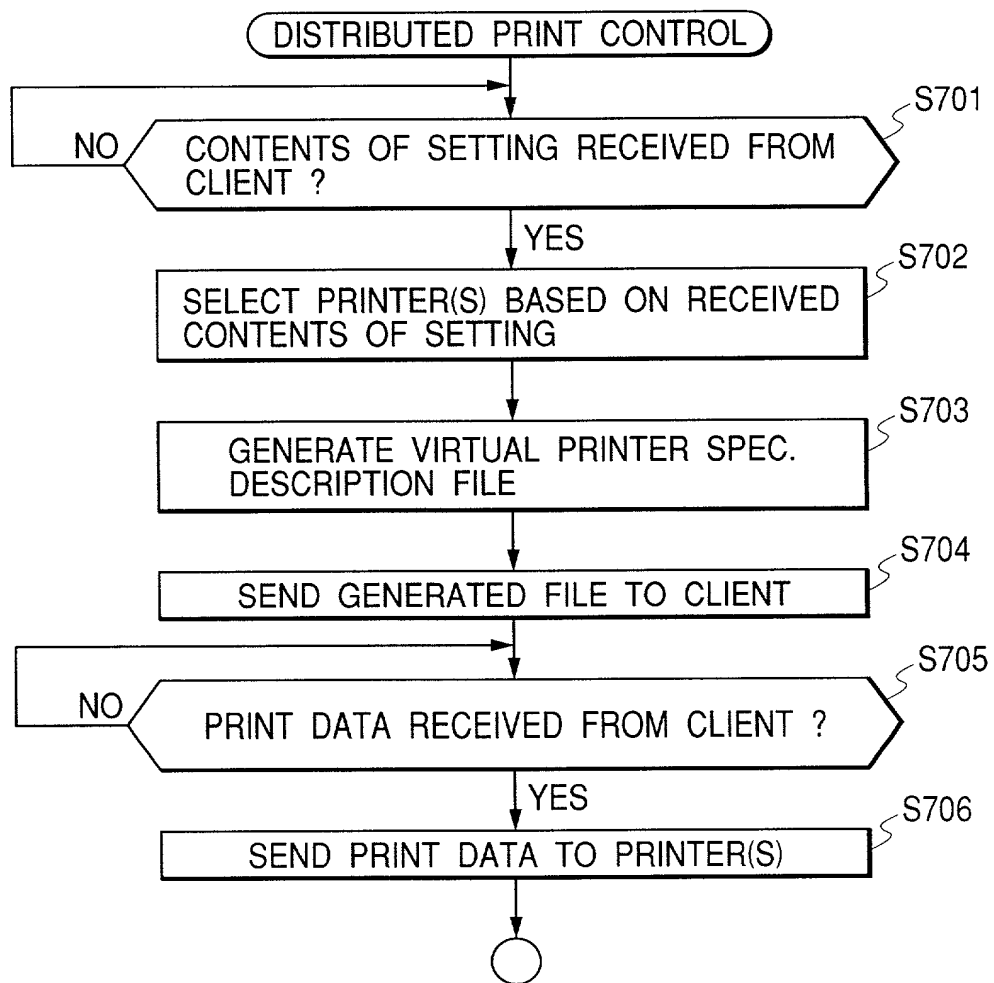 DISTRIBUTED PRINT CONTROL
S701
NO
CONTENTS OF SETTING RECEIVED FROM
CLIENT ?
YES
S702
SELECT PRINTER(S) BASED ON RECEIVED
CONTENTS OF SETTING
S703
GENERATE VIRTUAL PRINTER SPEC.
DESCRIPTION FILE
S704
SEND GENERATED FILE TO CLIENT
S705
NO
PRINT DATA RECEIVED FROM CLIENT ?
YES
S706
SEND PRINT DATA TO PRINTER(S)